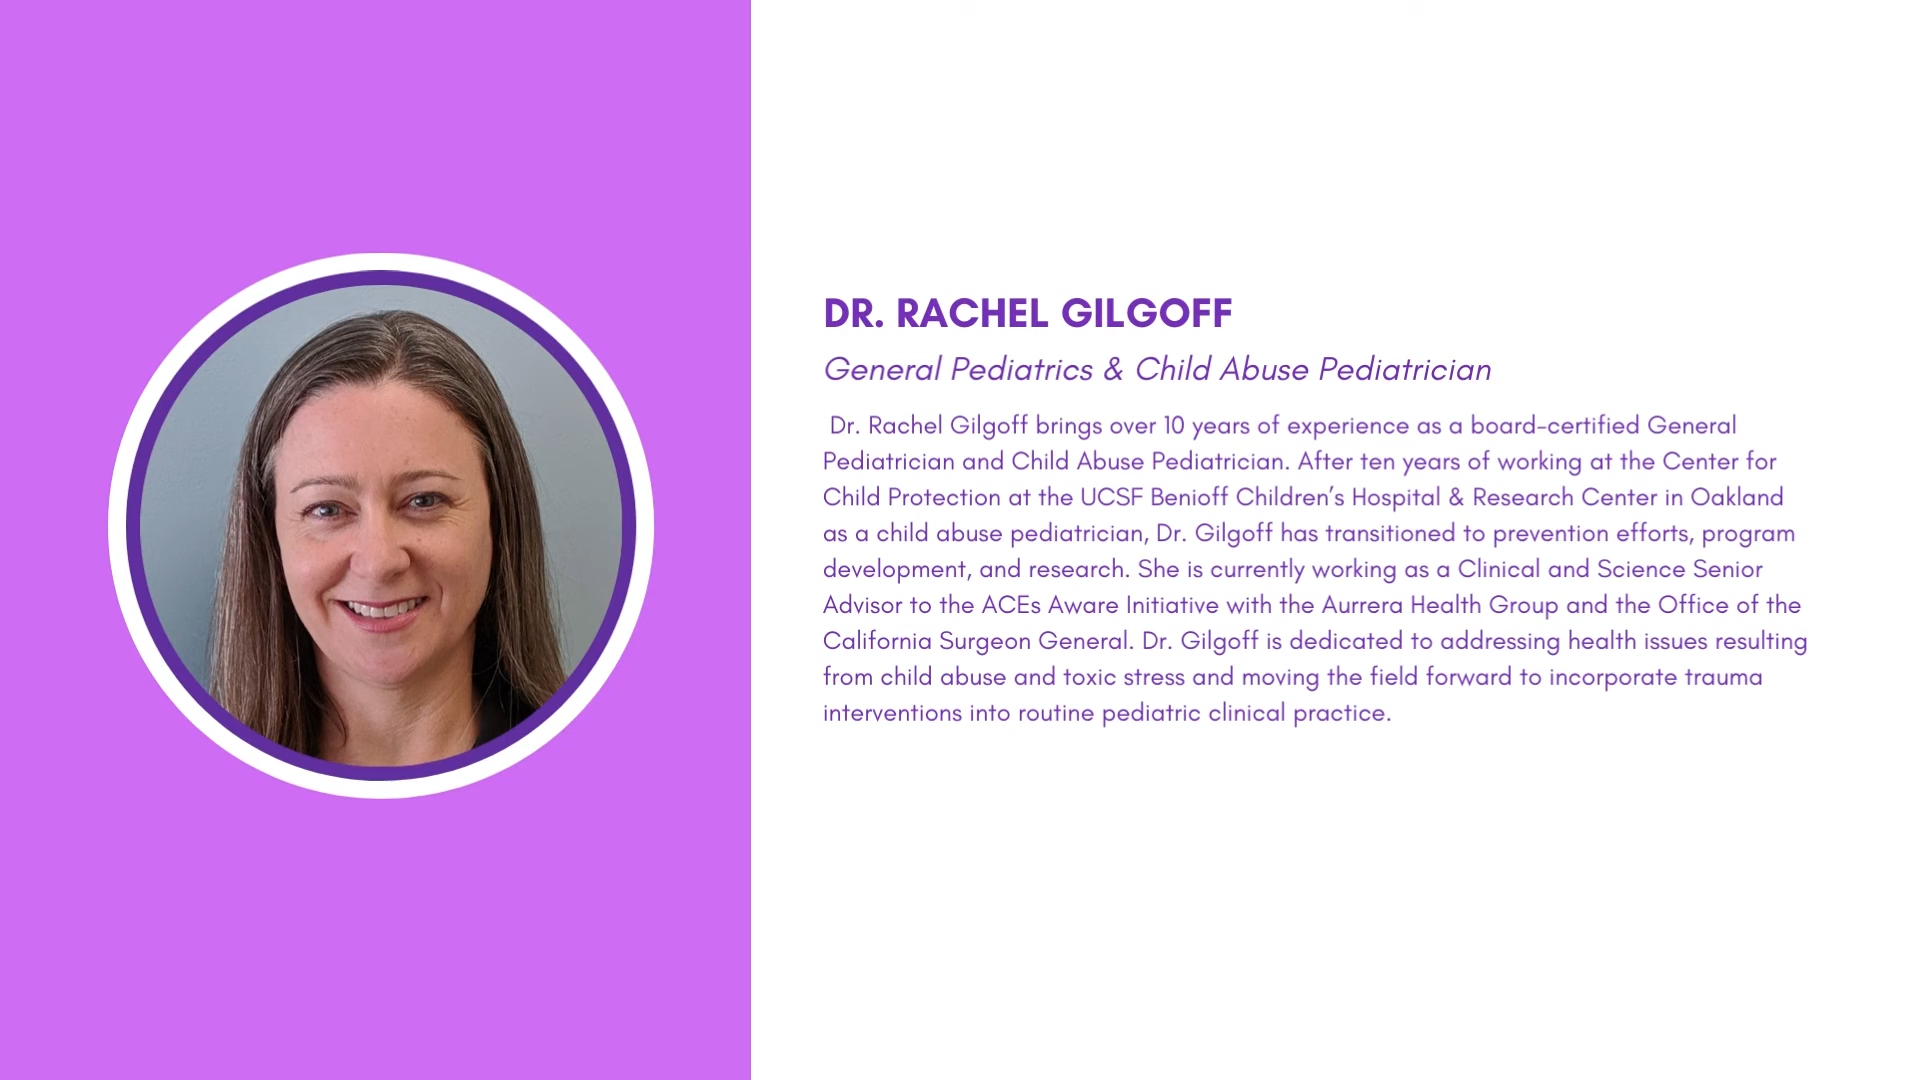 DR. RACHEL GILGOFF
General Pediatrics & Child Abuse Pediatrician
Dr. Rachel Gilgoff brings over 10 years of experience as a board-certified General
Pediatrician and Child Abuse Pediatrician. After ten years of working at the Center for
Child Protection at the UCSF Benioff Children’s Hospital & Research Center in Oakland
as a child abuse pediatrician, Dr. Gilgoff has transitioned to prevention efforts, program
development, and research. She is currently working as a Clinical and Science Senior
Advisor to the ACEs Aware Initiative with the Aurrera Health Group and the Office of the
California Surgeon General. Dr. Gilgoff is dedicated to addressing health issues resulting
from child abuse and toxic stress and moving the field forward to incorporate trauma
interventions into routine pediatric clinical practice.